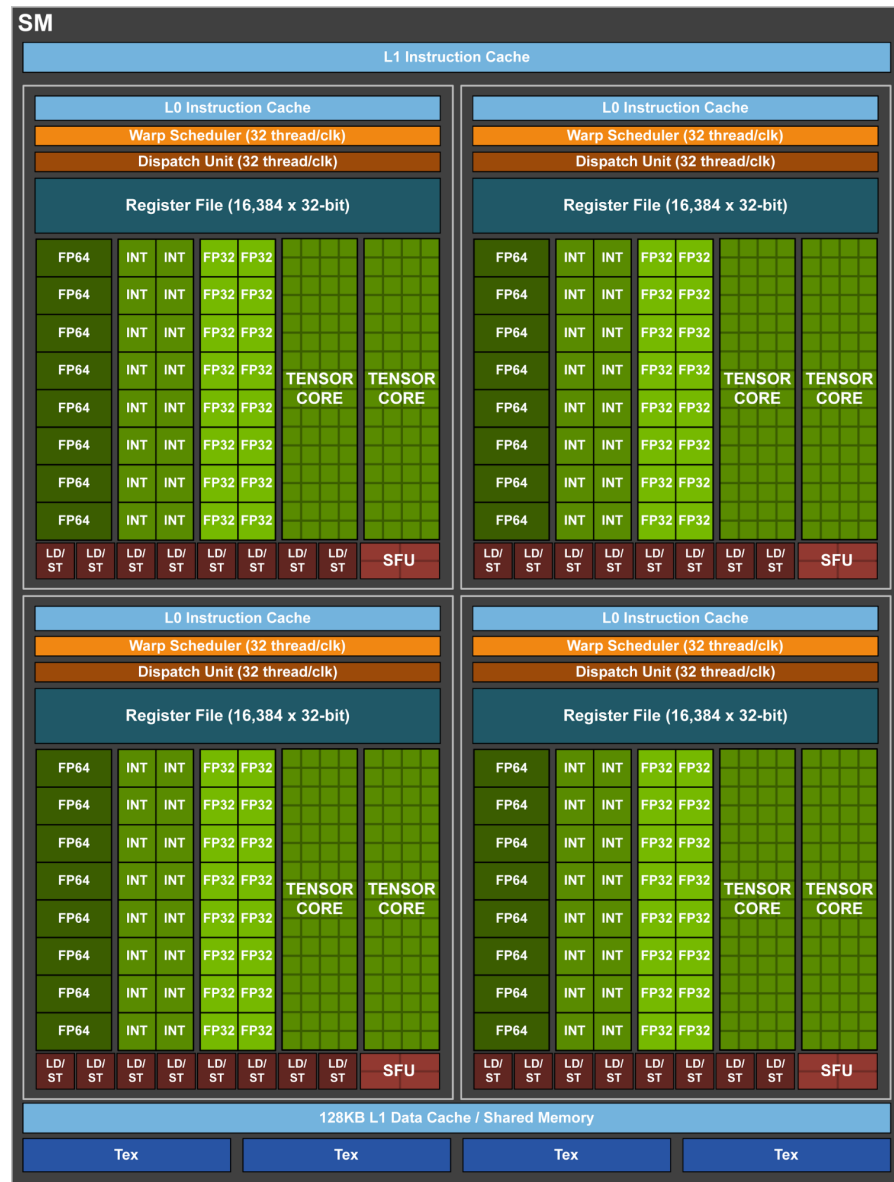 SM
L1 Instruction Cache
L0 Instruction Cache
Warp Scheduler (32 thread/clk)
Dispatch Unit (32 thread/clk)
Register File (16,384 x 32-bit)
FP64 INT INT FP32 FP32
FP64 INT INT FP32 FP32
FP64 INT INT FP32 FP32
FP64 INT INT FP32 FP32
TENSOR CORE TENSOR CORE
FP64 INT INT FP32 FP32
FP64 INT INT FP32 FP32
FP64 INT INT FP32 FP32
FP64 INT INT FP32 FP32
LD/ST LD/ST LD/ST LD/ST LD/ST LD/ST LD/ST LD/ST SFU
L0 Instruction Cache
Warp Scheduler (32 thread/clk)
Dispatch Unit (32 thread/clk)
Register File (16,384 x 32-bit)
FP64 INT INT FP32 FP32
FP64 INT INT FP32 FP32
FP64 INT INT FP32 FP32
FP64 INT INT FP32 FP32
TENSOR CORE TENSOR CORE
FP64 INT INT FP32 FP32
FP64 INT INT FP32 FP32
FP64 INT INT FP32 FP32
FP64 INT INT FP32 FP32
LD/ST LD/ST LD/ST LD/ST LD/ST LD/ST LD/ST LD/ST SFU
L0 Instruction Cache
Warp Scheduler (32 thread/clk)
Dispatch Unit (32 thread/clk)
Register File (16,384 x 32-bit)
FP64 INT INT FP32 FP32
FP64 INT INT FP32 FP32
FP64 INT INT FP32 FP32
FP64 INT INT FP32 FP32
TENSOR CORE TENSOR CORE
FP64 INT INT FP32 FP32
FP64 INT INT FP32 FP32
FP64 INT INT FP32 FP32
FP64 INT INT FP32 FP32
LD/ST LD/ST LD/ST LD/ST LD/ST LD/ST LD/ST LD/ST SFU
L0 Instruction Cache
Warp Scheduler (32 thread/clk)
Dispatch Unit (32 thread/clk)
Register File (16,384 x 32-bit)
FP64 INT INT FP32 FP32
FP64 INT INT FP32 FP32
FP64 INT INT FP32 FP32
FP64 INT INT FP32 FP32
TENSOR CORE TENSOR CORE
FP64 INT INT FP32 FP32
FP64 INT INT FP32 FP32
FP64 INT INT FP32 FP32
FP64 INT INT FP32 FP32
LD/ST LD/ST LD/ST LD/ST LD/ST LD/ST LD/ST LD/ST SFU
128KB L1 Data Cache / Shared Memory
Tex Tex Tex Tex